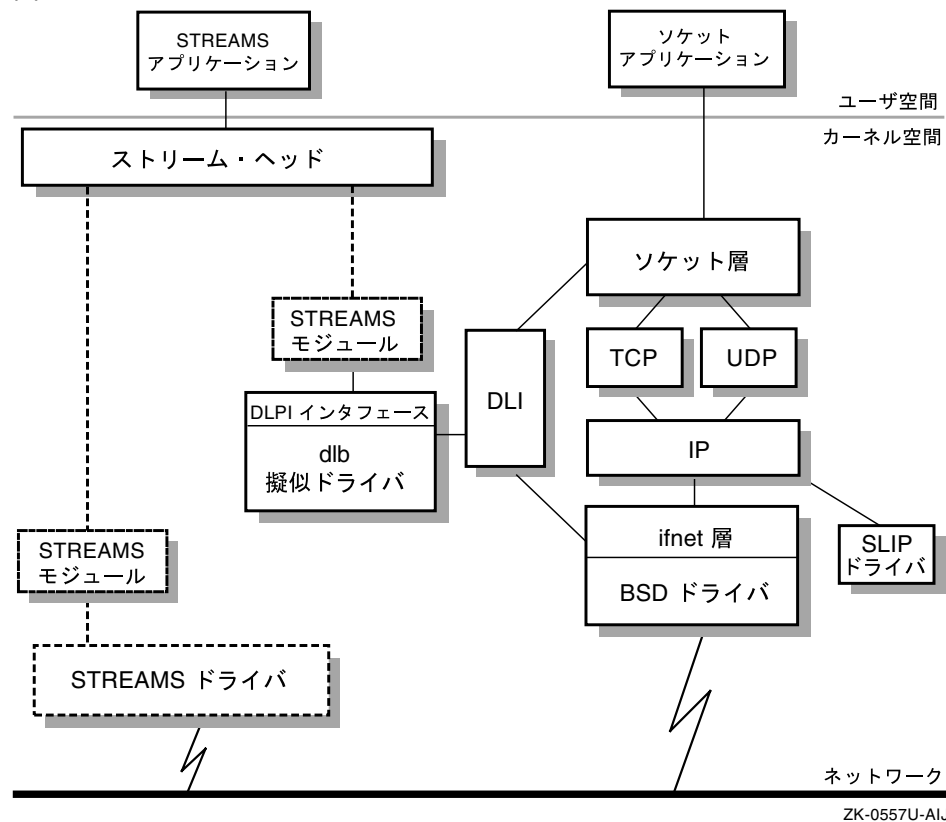 STREAMS
アプリケーション
ソケット
アプリケーション
ユーザ空間
カーネル空間
ストリーム・ヘッド
ソケット層
STREAMS
モジュール
TCP
UDP
DLI
DLPI インタフェース
dlb
擬似ドライバ
IP
ifnet 層
BSD ドライバ
SLIP
ドライバ
STREAMS
モジュール
STREAMS ドライバ
ネットワーク
ZK-0557U-AIJ